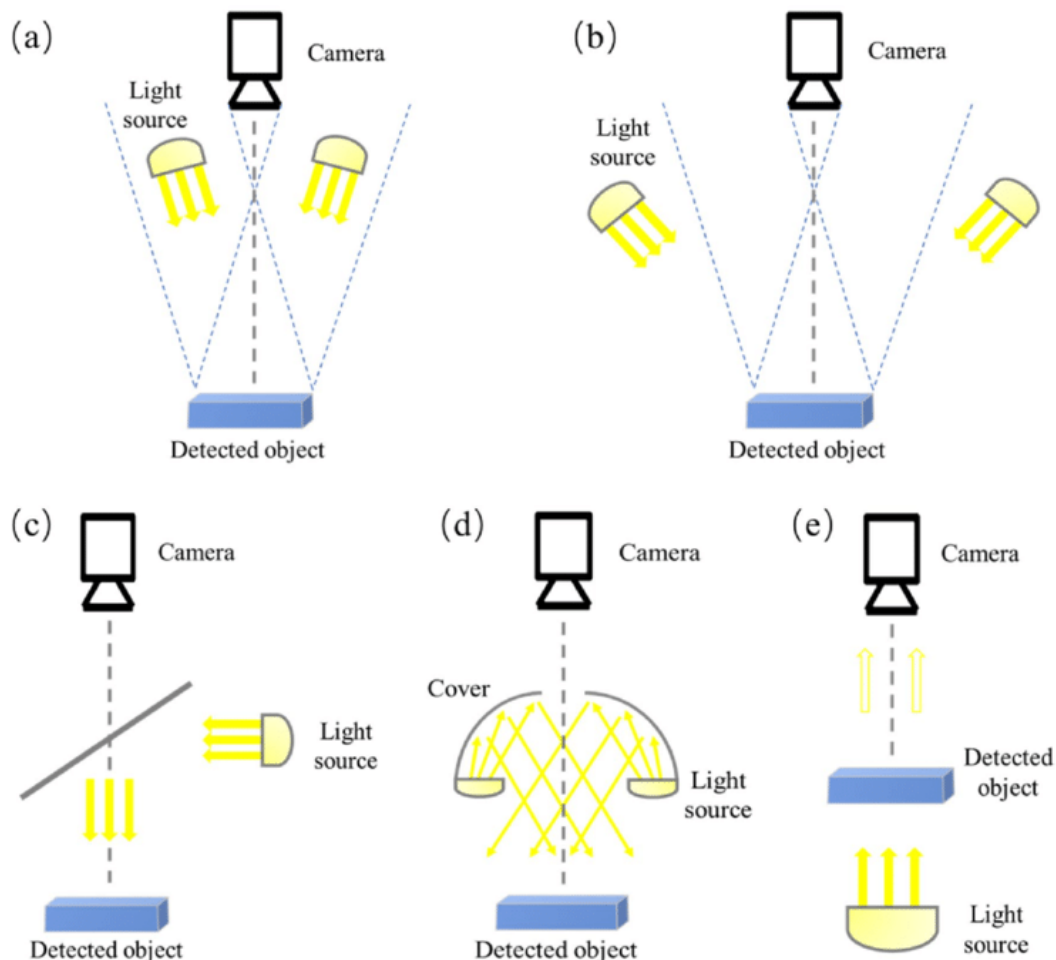 (a)
Camera
Light
source
Detected object
(b)
Camera
Light
source
Detected object
(c)
Camera
Light
source
Detected object
(d)
Camera
Cover
Light
source
Detected object
(e)
Camera
Detected
object
Light
source